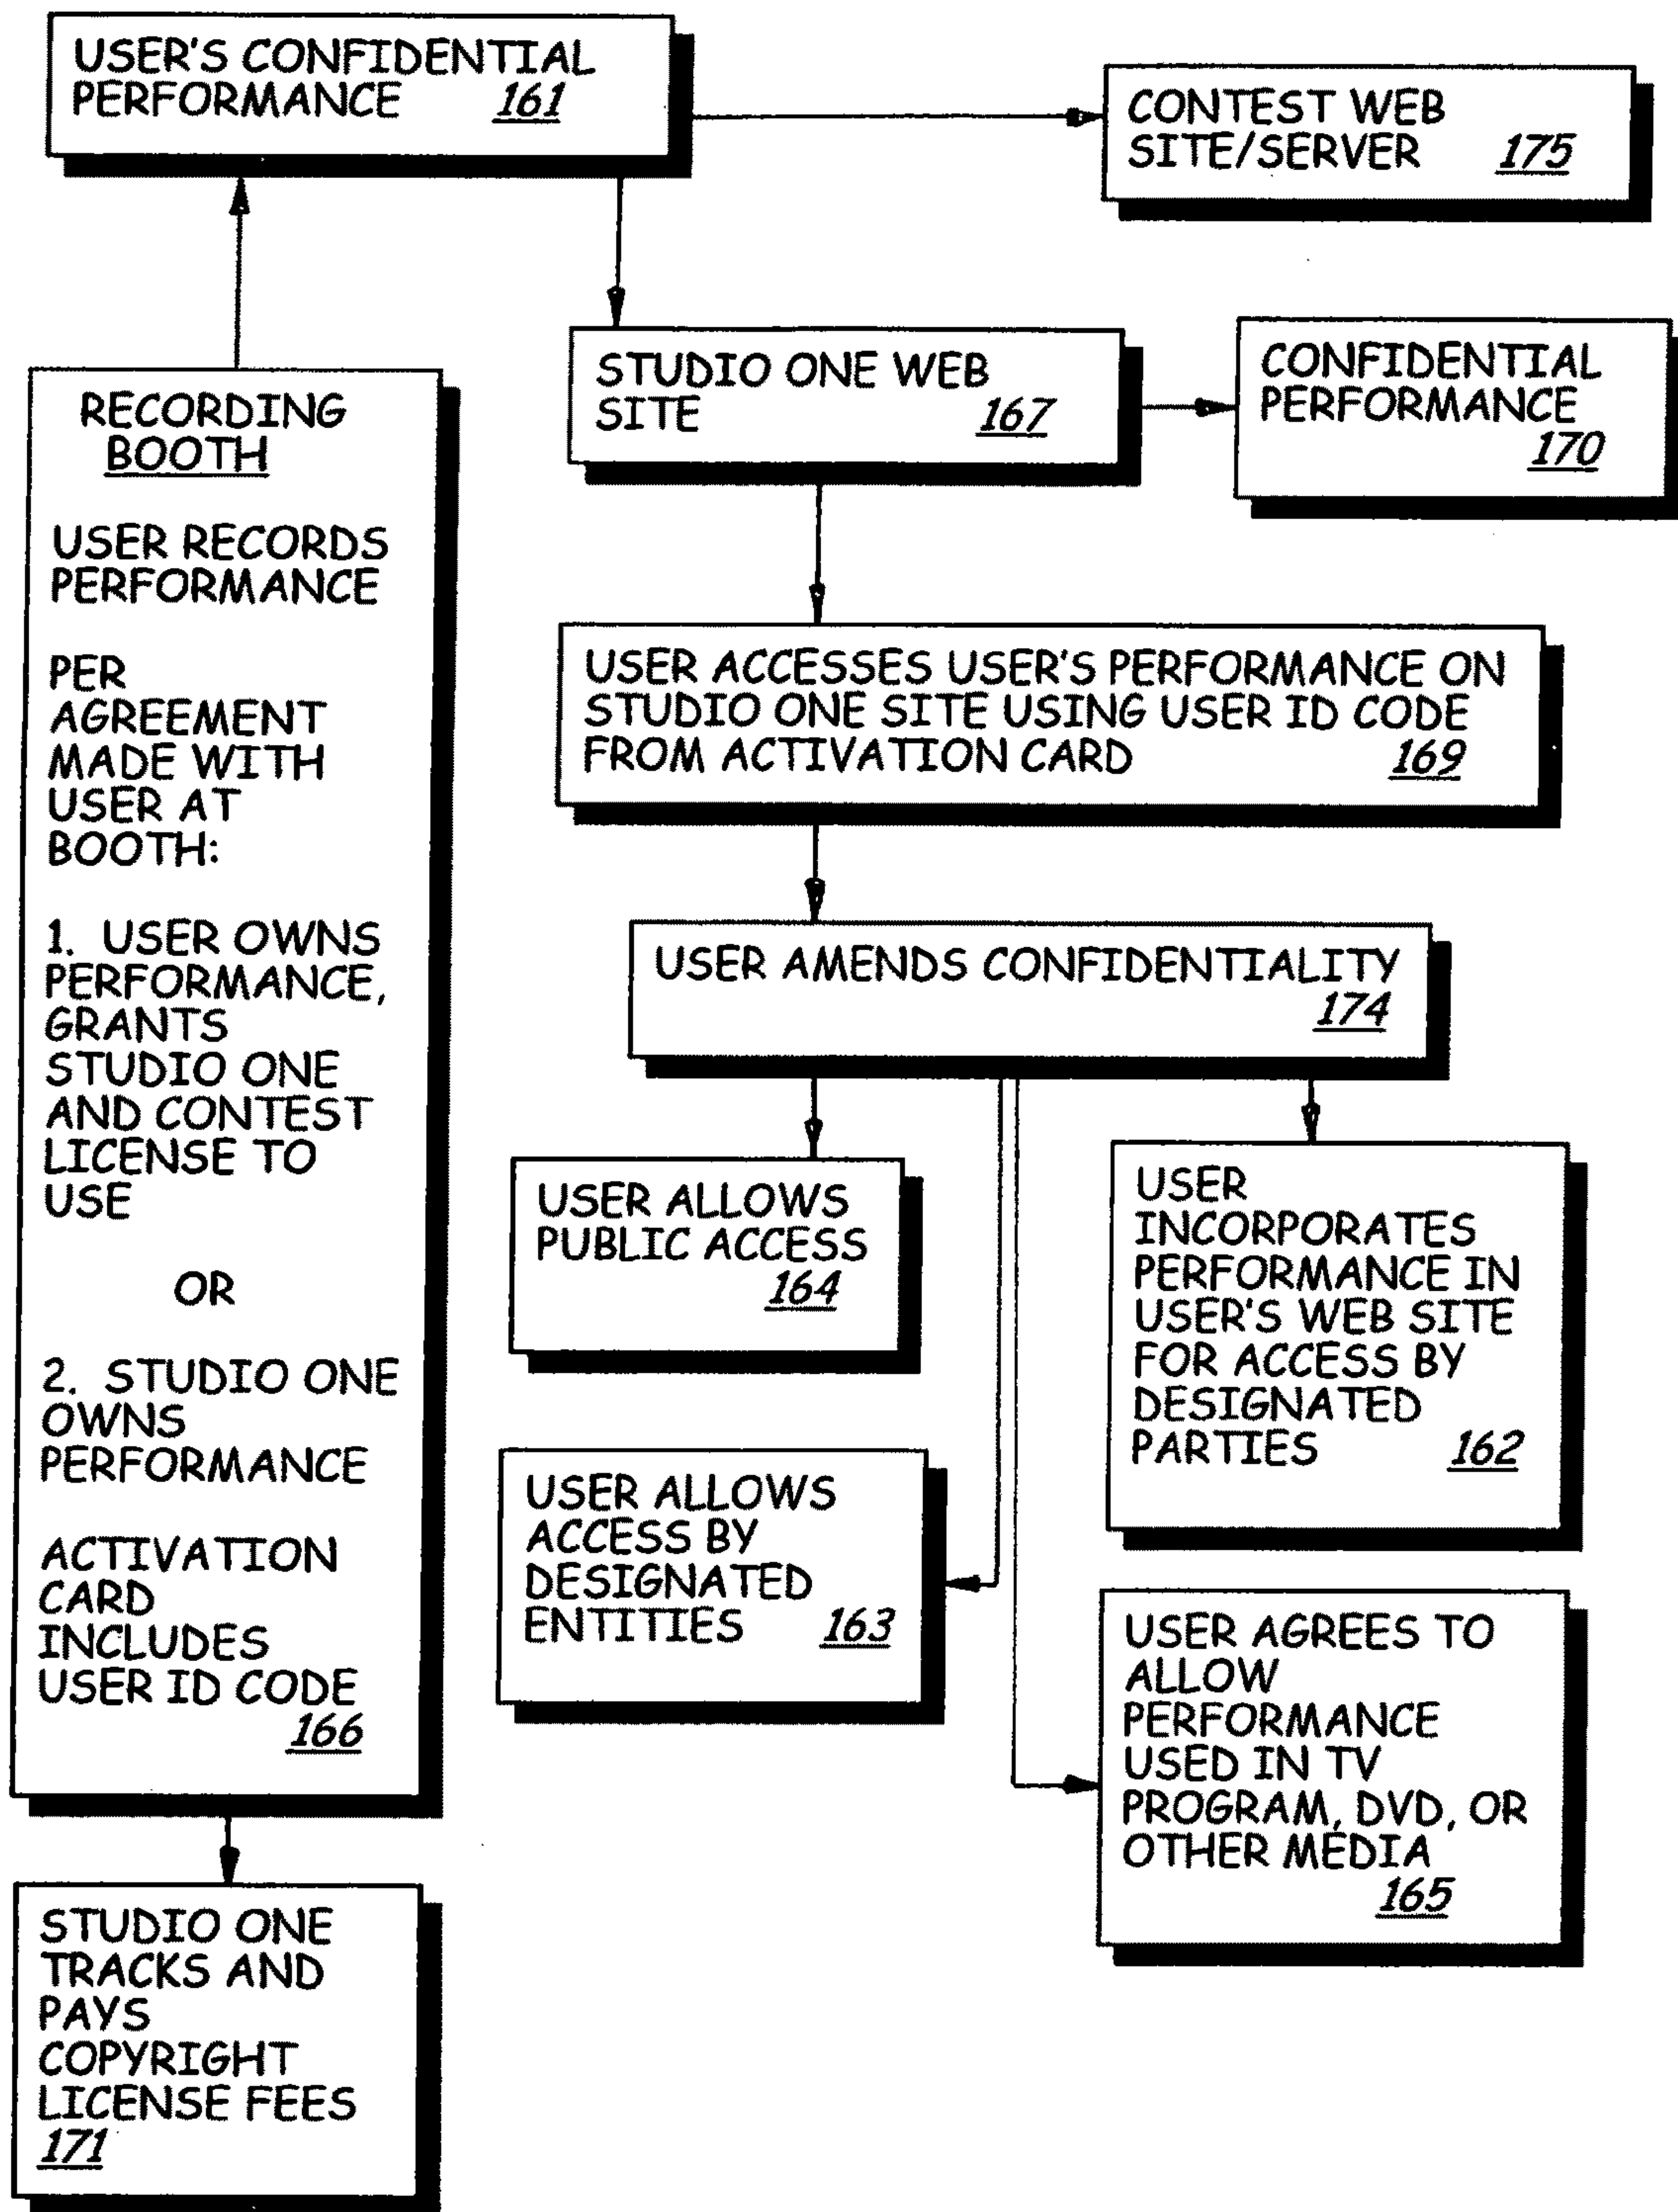 USER'S CONFIDENTIAL
PERFORMANCE 161
CONTEST WEB
SITE/SERVER 175
STUDIO ONE WEB
SITE 167
CONFIDENTIAL
PERFORMANCE
170
RECORDING
BOOTH
USER RECORDS
PERFORMANCE
PER
AGREEMENT
MADE WITH
USER AT
BOOTH:
1. USER OWNS
PERFORMANCE,
GRANTS
STUDIO ONE
AND CONTEST
LICENSE TO
USE
OR
2. STUDIO ONE
OWNS
PERFORMANCE
ACTIVATION
CARD
INCLUDES
USER ID CODE
166
USER ACCESSES USER'S PERFORMANCE ON
STUDIO ONE SITE USING USER ID CODE
FROM ACTIVATION CARD 169
USER AMENDS CONFIDENTIALITY
174
USER ALLOWS
PUBLIC ACCESS
164
USER
INCORPORATES
PERFORMANCE IN
USER'S WEB SITE
FOR ACCESS BY
DESIGNATED
PARTIES 162
USER ALLOWS
ACCESS BY
DESIGNATED
ENTITIES 163
USER AGREES TO
ALLOW
PERFORMANCE
USED IN TV
PROGRAM, DVD, OR
OTHER MEDIA
165
STUDIO ONE
TRACKS AND
PAYS
COPYRIGHT
LICENSE FEES
171